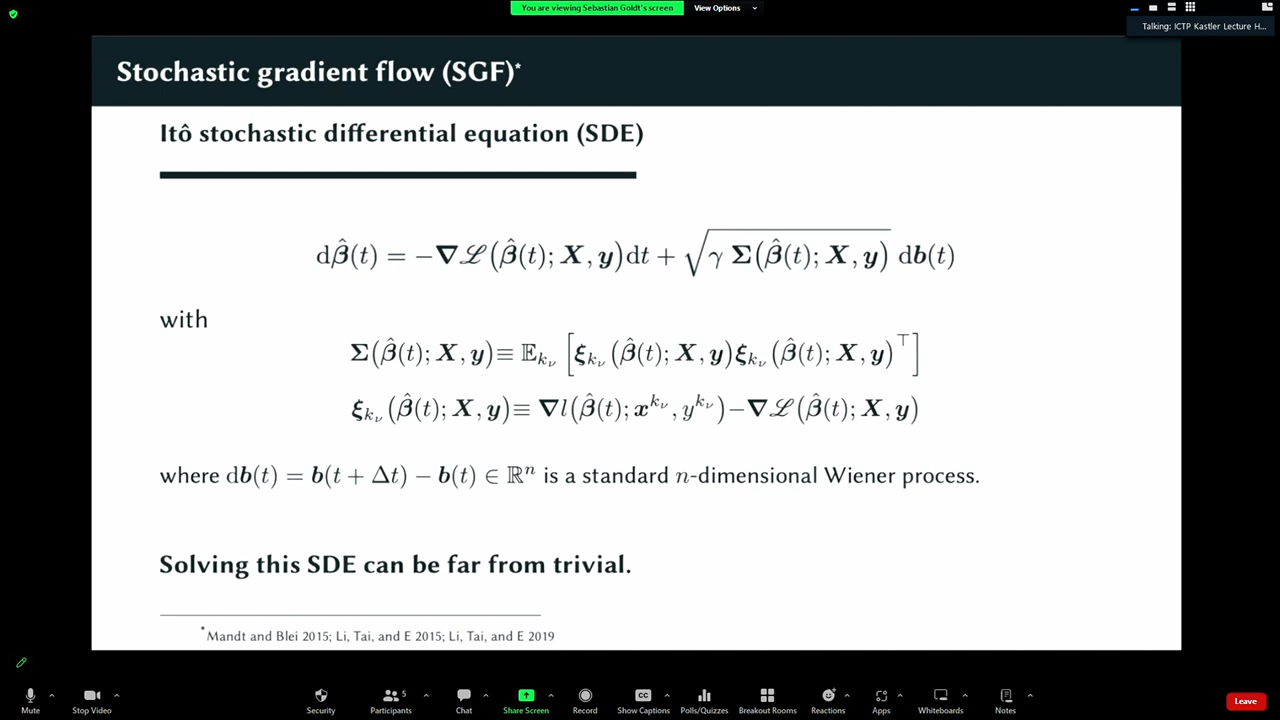 You are viewing Sebastian Goldt's screen View Options
Talking: ICTP Kastler Lecture H...
Stochastic gradient flow (SGF)*
Itô stochastic differential equation (SDE)
dβ̂(t) = −∇ℒ(β̂(t); X, y)dt + √(γ Σ(β̂(t); X, y)) db(t)
with
Σ(β̂(t); X, y) ≡ 𝔼_{k_ν} [ξ_{k_ν}(β̂(t); X, y)ξ_{k_ν}(β̂(t); X, y)^⊤]
ξ_{k_ν}(β̂(t); X, y) ≡ ∇l(β̂(t); x^{k_ν}, y^{k_ν}) − ∇ℒ(β̂(t); X, y)
where db(t) = b(t + Δt) − b(t) ∈ ℝⁿ is a standard n-dimensional Wiener process.
Solving this SDE can be far from trivial.
*Mandt and Blei 2015; Li, Tai, and E 2015; Li, Tai, and E 2019
Mute Stop Video Security Participants 5 Chat Share Screen Record CC Show Captions Polls/Quizzes Breakout Rooms Reactions Apps Whiteboards Notes Leave